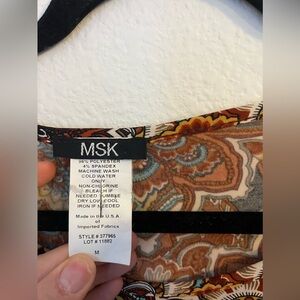 MSK
96% POLYESTER
4% SPANDEX
MACHINE WASH
COLD WATER
ONLY
NON-CHLORINE
BLEACH IF
NEEDED TUMBLE
DRY LOW COOL
IRON IF NEEDED
Made in the U.S.A
of
Imported Fabrics
STYLE # 377965
LOT # 11882
M